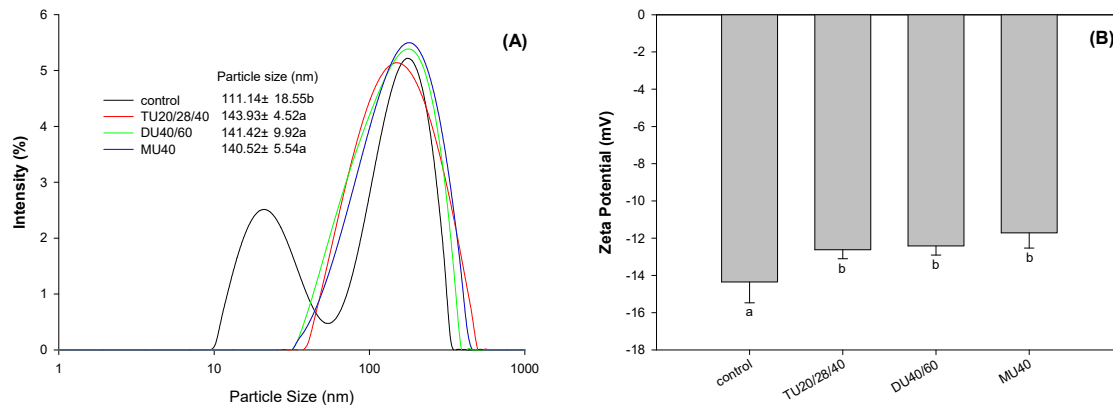 (A)
Particle size (nm)
control 111.14± 18.55b
TU20/28/40 143.93± 4.52a
DU40/60 141.42± 9.92a
MU40 140.52± 5.54a
6
5
4
3
2
1
0
Intensity (%)
1 10 100 1000
Particle Size (nm)
(B)
0
-2
-4
-6
-8
-10
-12
-14
-16
-18
Zeta Potential (mV)
a
b
b
b
control
TU20/28/40
DU40/60
MU40